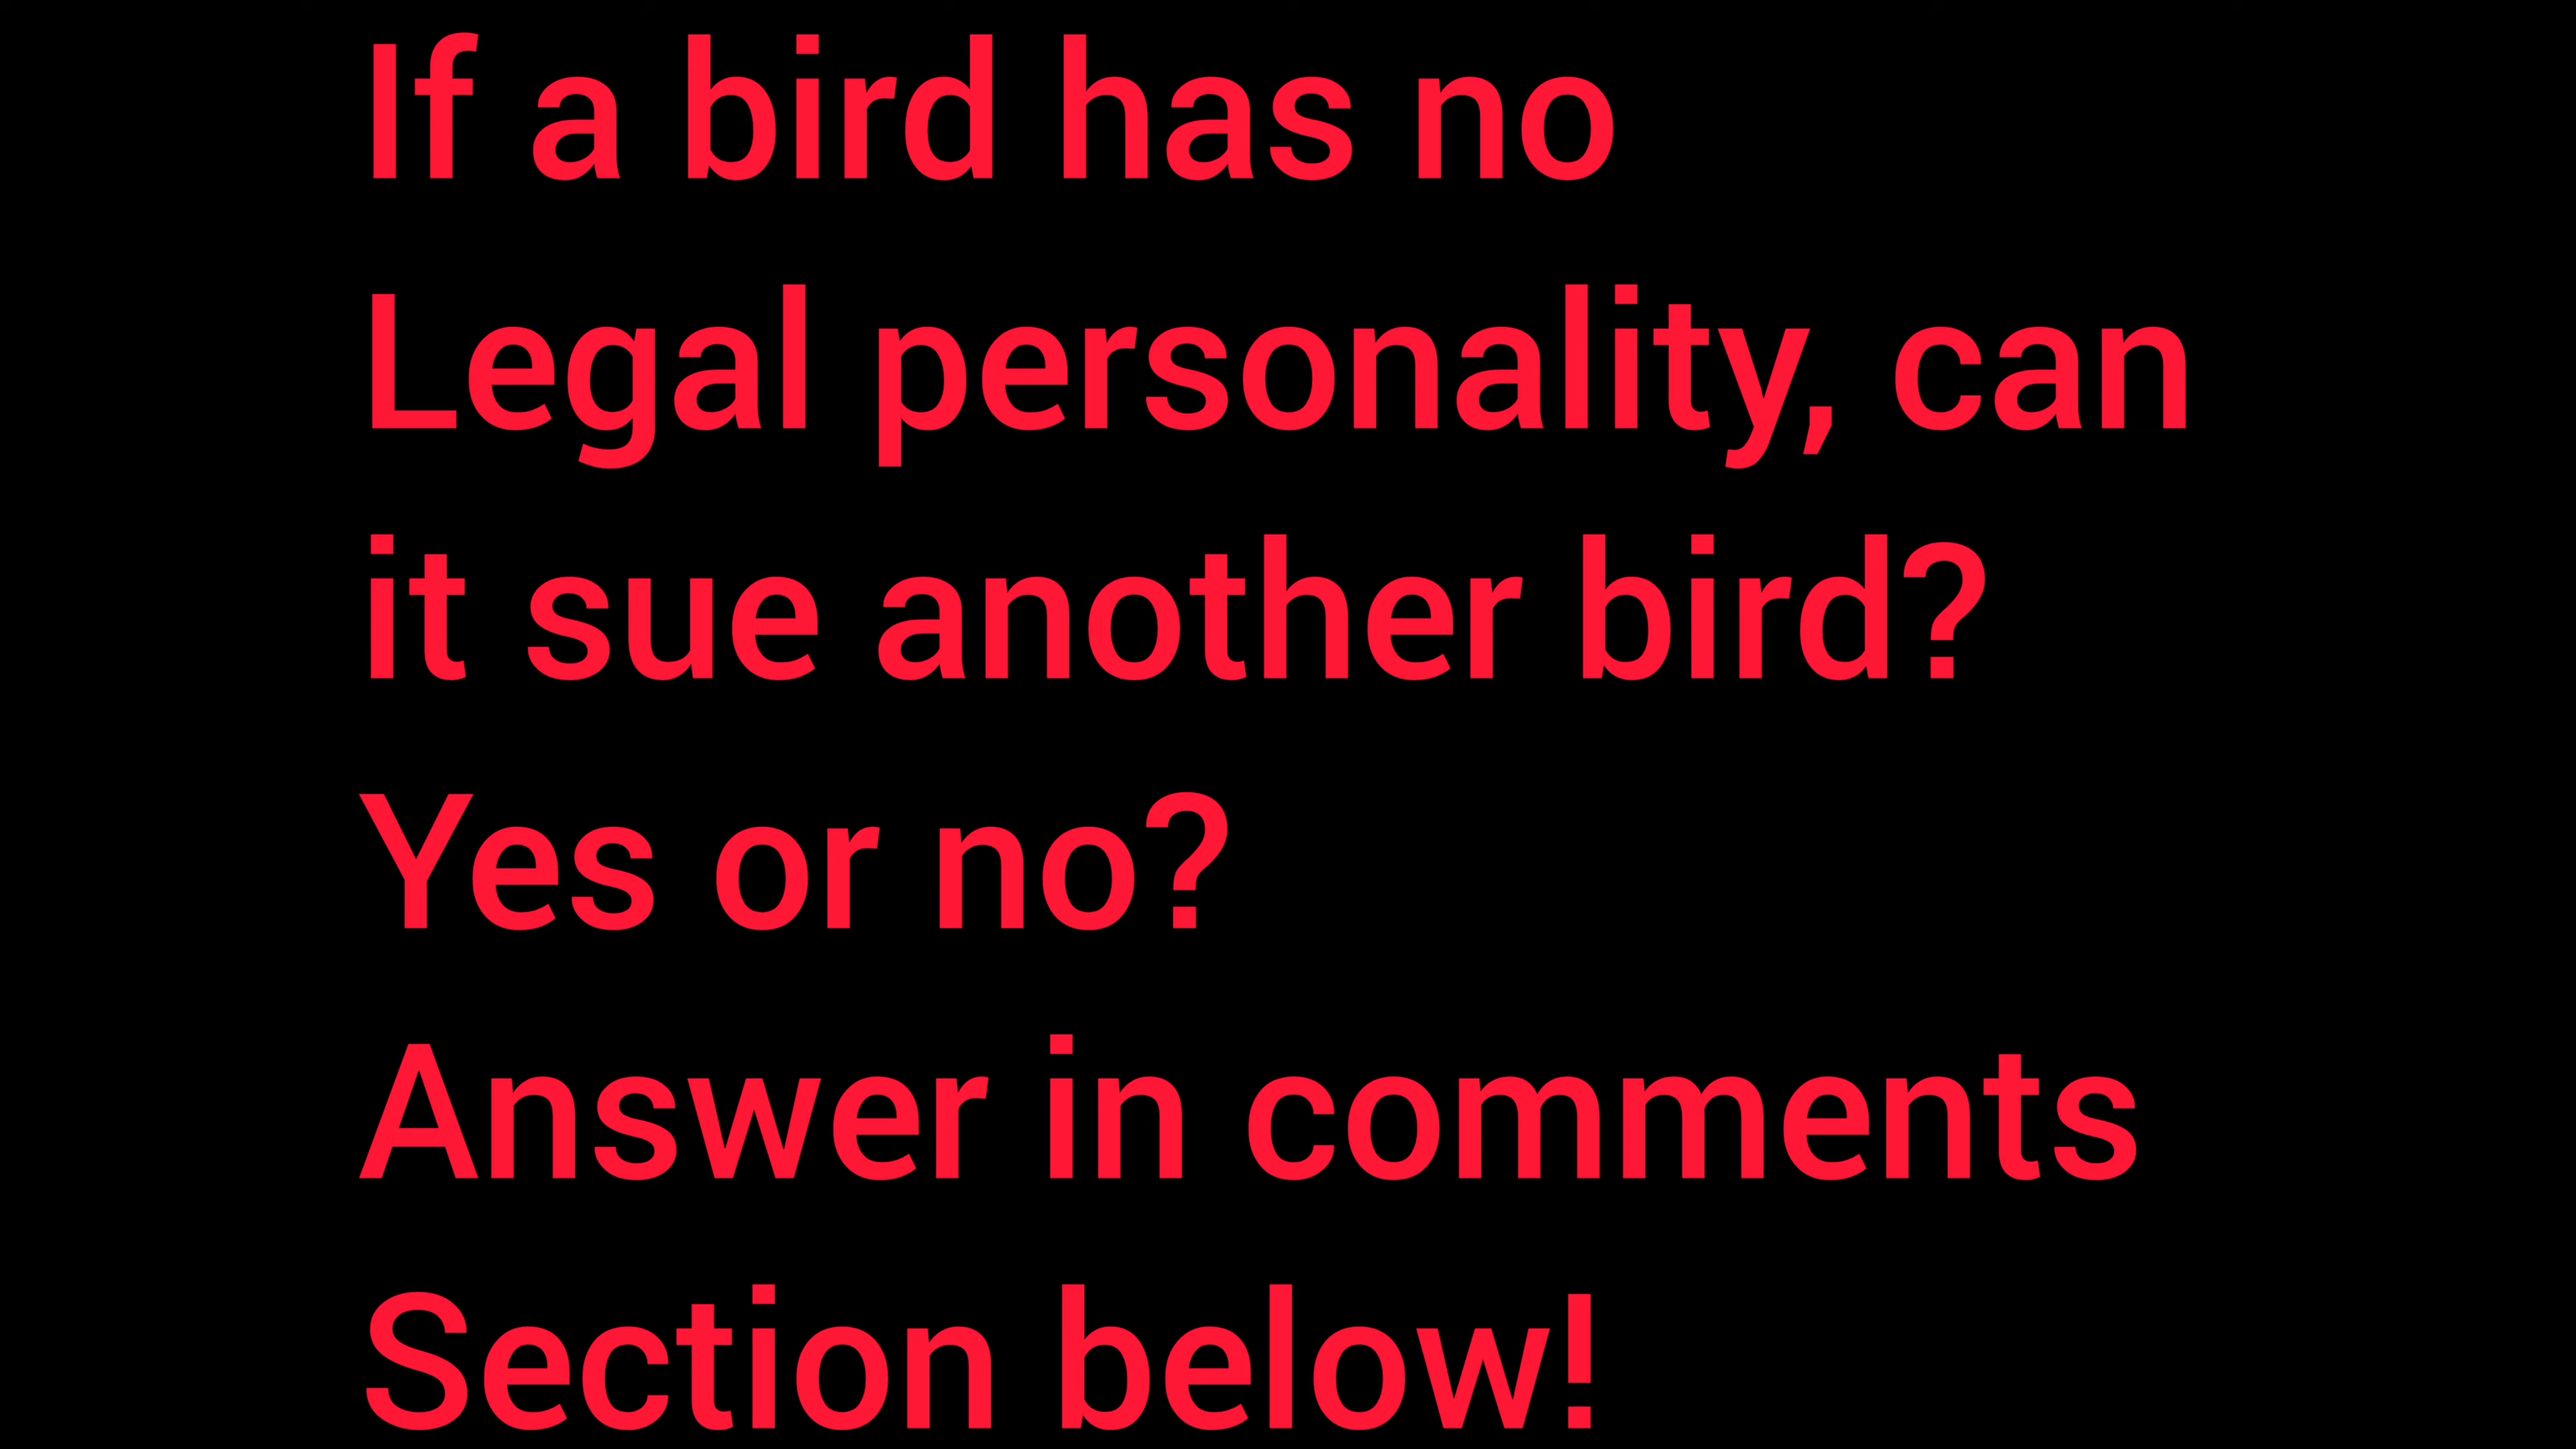 If a bird has no
Legal personality, can
it sue another bird?
Yes or no?
Answer in comments
Section below!